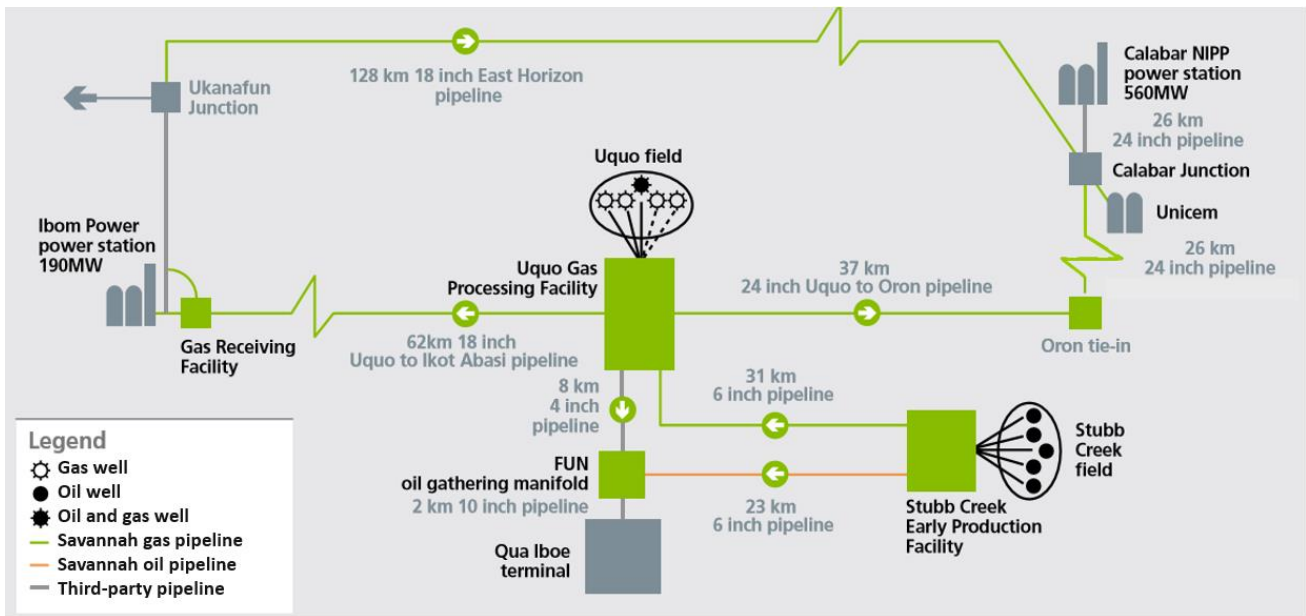 128 km 18 inch East Horizon
pipeline
Ukanafun
Junction
Calabar NIPP
power station
560MW
26 km
24 inch pipeline
Calabar Junction
Unicem
26 km
24 inch pipeline
Uquo field
Ibom Power
power station
190MW
Uquo Gas
Processing Facility
37 km
24 inch Uquo to Oron pipeline
Gas Receiving
Facility
62km 18 inch
Uquo to Ikot Abasi pipeline
Oron tie-in
8 km
4 inch
pipeline
31 km
6 inch pipeline
Stubb
Creek
field
FUN
oil gathering manifold
2 km 10 inch pipeline
23 km
6 inch pipeline
Stubb Creek
Early Production
Facility
Qua Iboe
terminal
Legend
Gas well
Oil well
Oil and gas well
Savannah gas pipeline
Savannah oil pipeline
Third-party pipeline